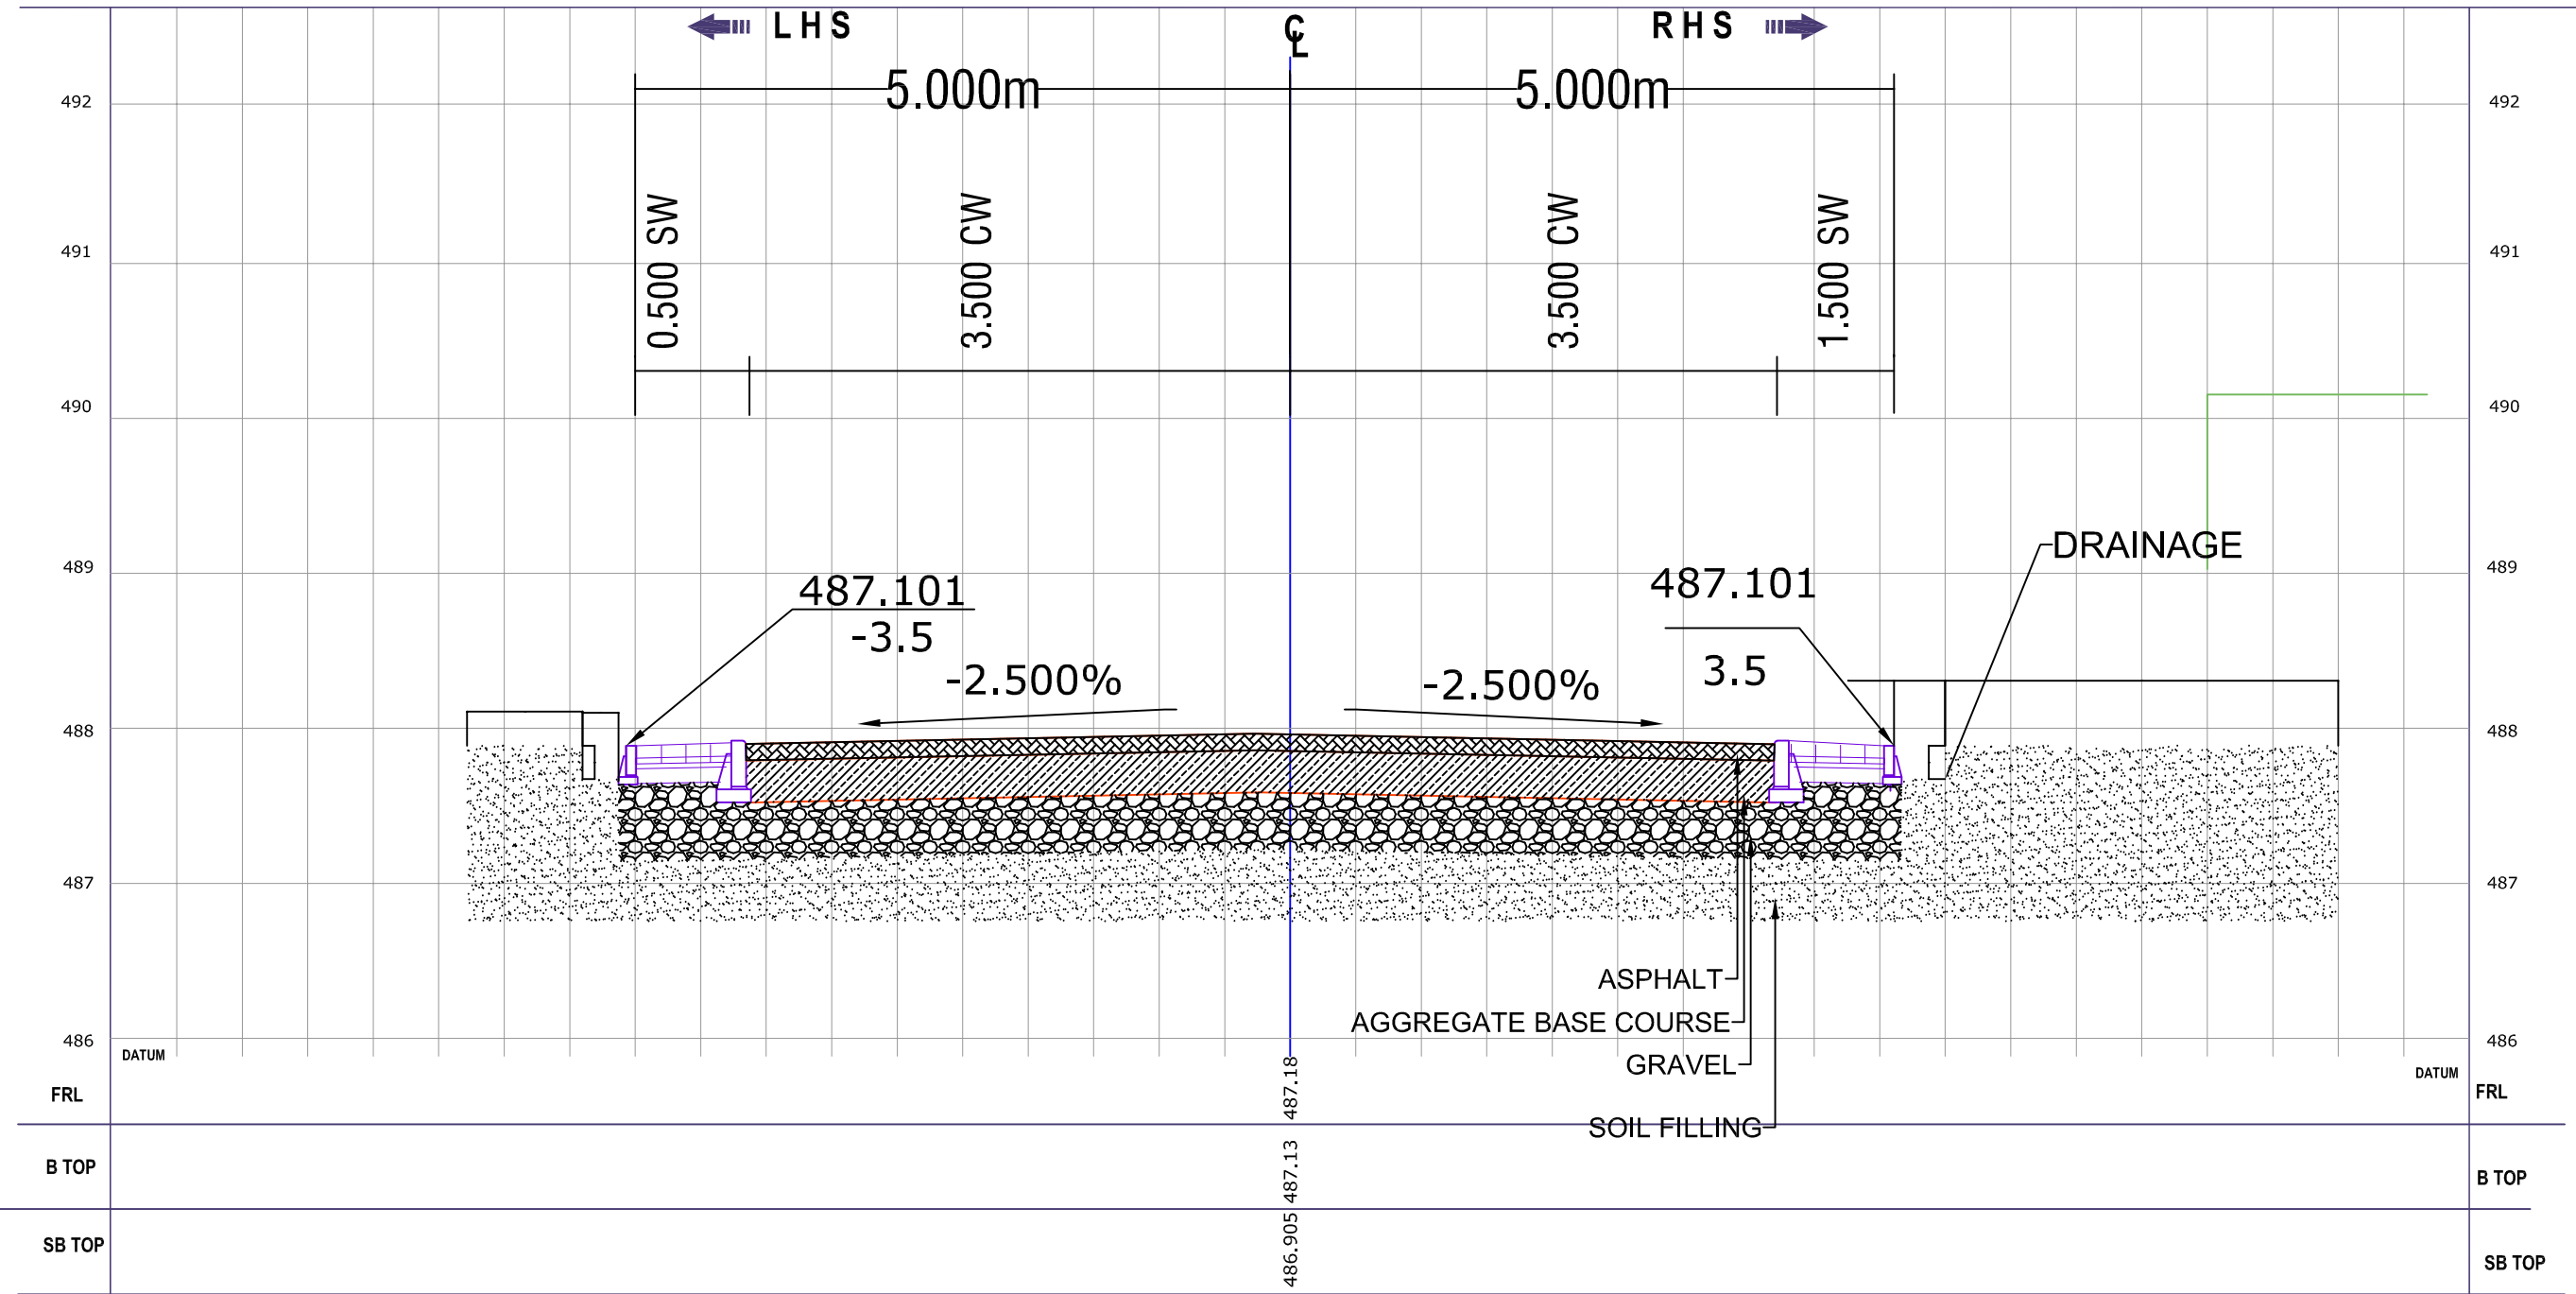 LHS
CL
RHS
5.000m
5.000m
492
492
0.500 SW
3.500 CW
3.500 CW
1.500 SW
491
491
490
490
489
489
DRAINAGE
487.101
-3.5
487.101
3.5
-2.500%
-2.500%
488
488
487
487
ASPHALT
AGGREGATE BASE COURSE
GRAVEL
SOIL FILLING
486
486
DATUM
DATUM
FRL
487.18
FRL
B TOP
487.13
B TOP
SB TOP
486.905
SB TOP